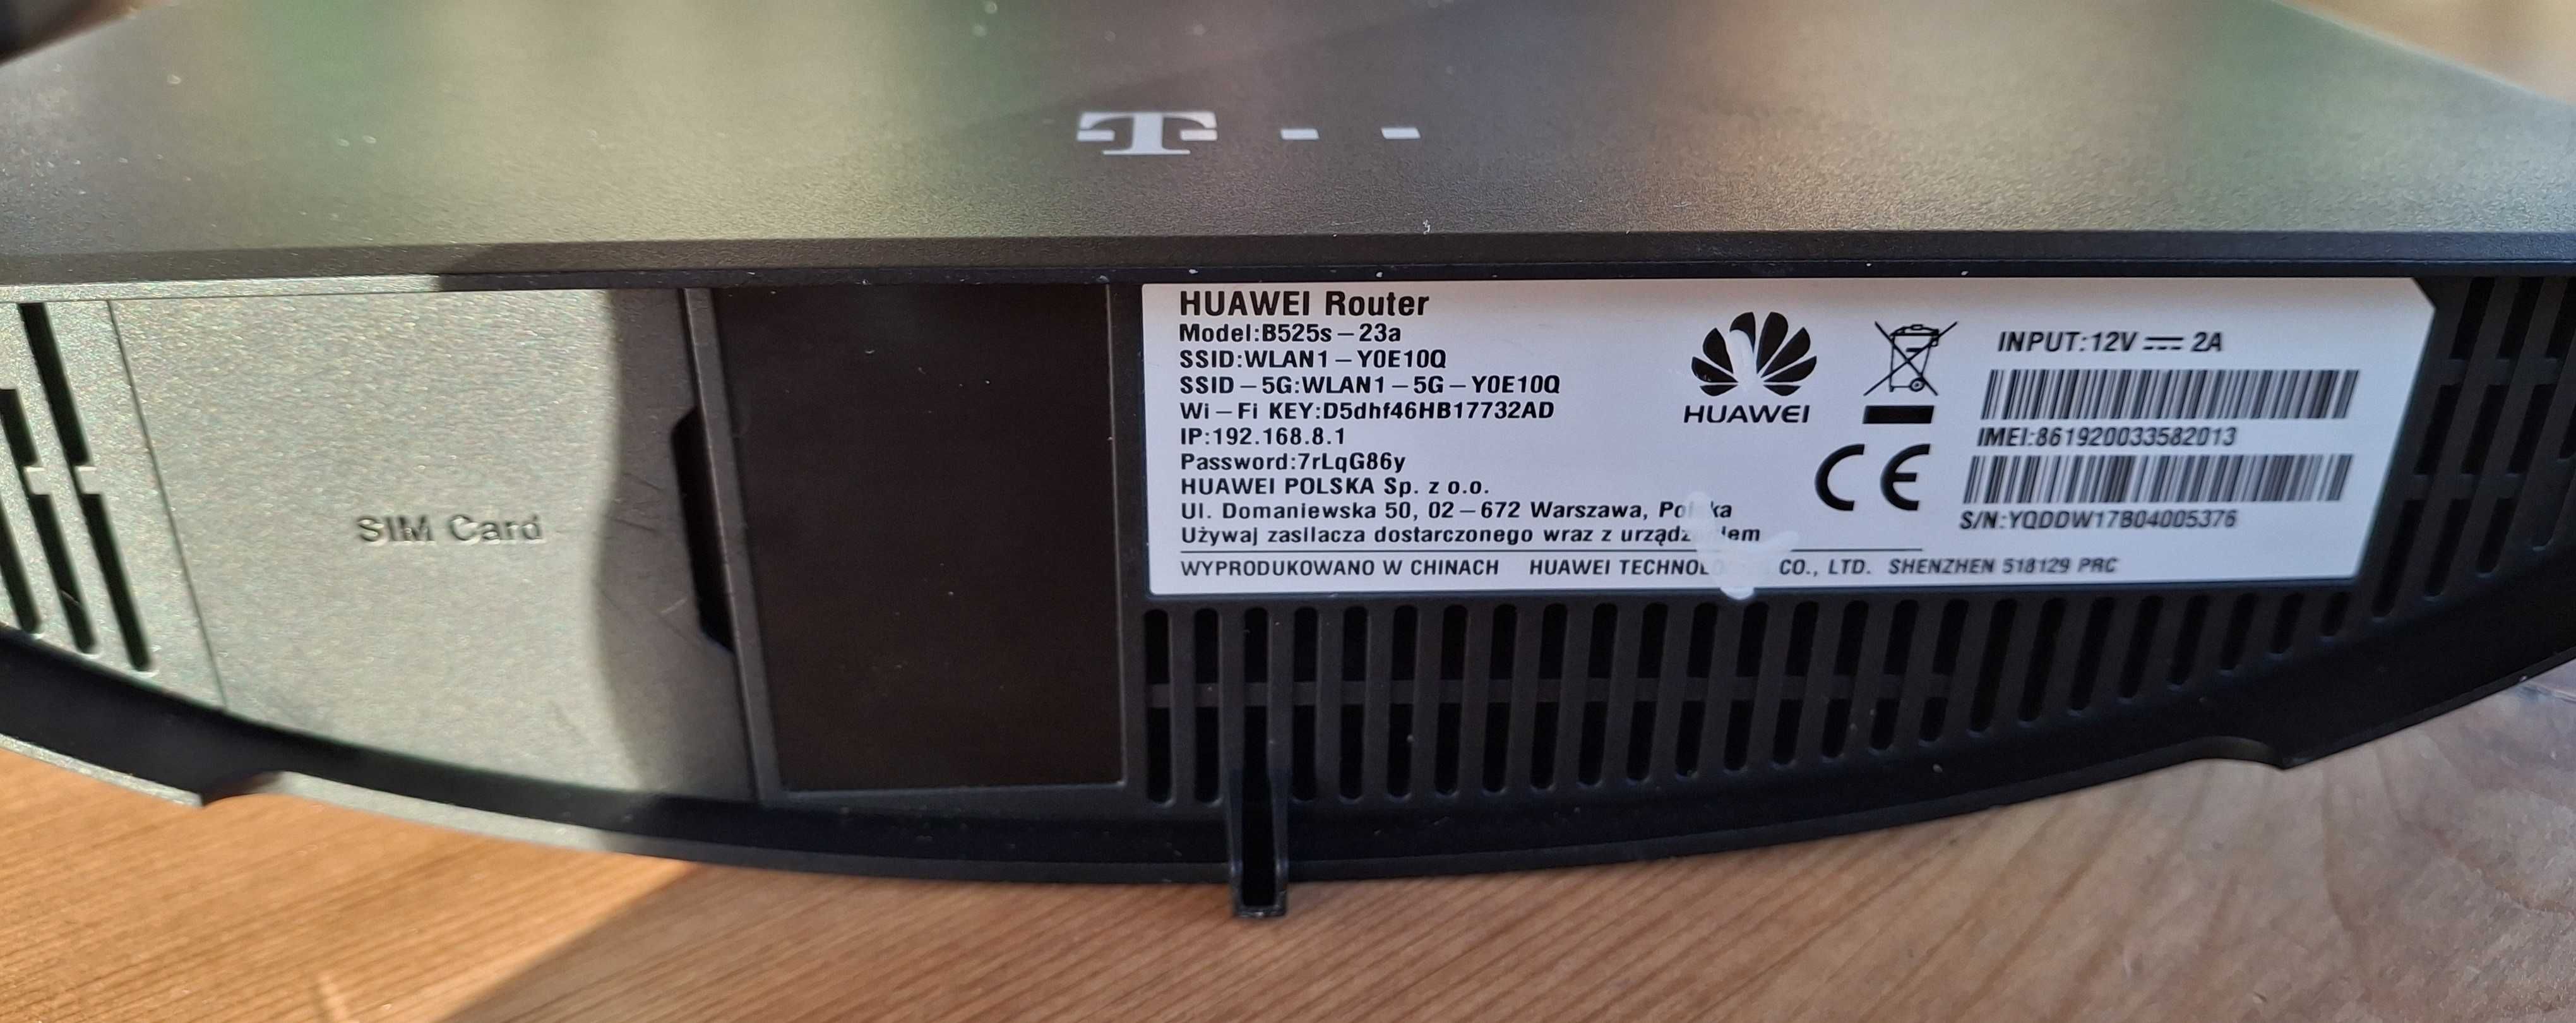 T - -
SIM Card
HUAWEI Router
Model:B525s-23a
SSID:WLAN1-Y0E10Q
SSID-5G:WLAN1-5G-Y0E10Q
Wi-Fi KEY:D5dhf46HB17732AD
IP:192.168.8.1
Password:7rLqG86y
HUAWEI POLSKA Sp. z o.o.
Ul. Domaniewska 50, 02-672 Warszawa,
Używaj zasilacza dostarczonego wraz z
WYPRODUKOWANO W CHINACH HUAWEI CO., LTD. SHENZHEN 518129 PRC
HUAWEI
CE
INPUT:12V ⎓ 2A
IMEI:861920033582013
S/N:YQDDW17B04005376